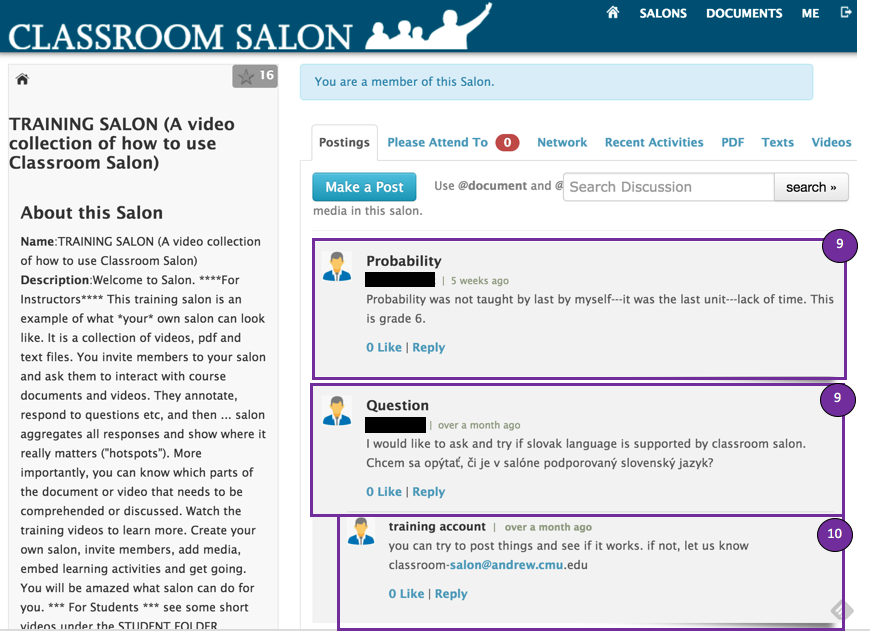 CLASSROOM SALON
SALONS DOCUMENTS ME
16
TRAINING SALON (A video
collection of how to use
Classroom Salon)
About this Salon
Name:TRAINING SALON (A video collection
of how to use Classroom Salon)
Description:Welcome to Salon. ****For
Instructors**** This training salon is an
example of what *your* own salon can look
like. It is a collection of videos, pdf and
text files. You invite members to your salon
and ask them to interact with course
documents and videos. They annotate,
respond to questions etc, and then ... salon
aggregates all responses and show where it
really matters ("hotspots"). More
importantly, you can know which parts of
the document or video that needs to be
comprehended or discussed. Watch the
training videos to learn more. Create your
own salon, invite members, add media,
embed learning activities and get going.
You will be amazed what salon can do for
you. *** For Students *** see some short
videos under the STUDENT FOLDER
You are a member of this Salon.
Postings Please Attend To 0 Network Recent Activities PDF Texts Videos
Make a Post Use @document and @ Search Discussion search »
media in this salon.
9
Probability
| 5 weeks ago
Probability was not taught by last by myself---it was the last unit---lack of time. This
is grade 6.
0 Like | Reply
9
Question
| over a month ago
I would like to ask and try if slovak language is supported by classroom salon.
Chcem sa opýtať, či je v salóne podporovaný slovenský jazyk?
0 Like | Reply
10
training account | over a month ago
you can try to post things and see if it works. if not, let us know
classroom-salon@andrew.cmu.edu
0 Like | Reply